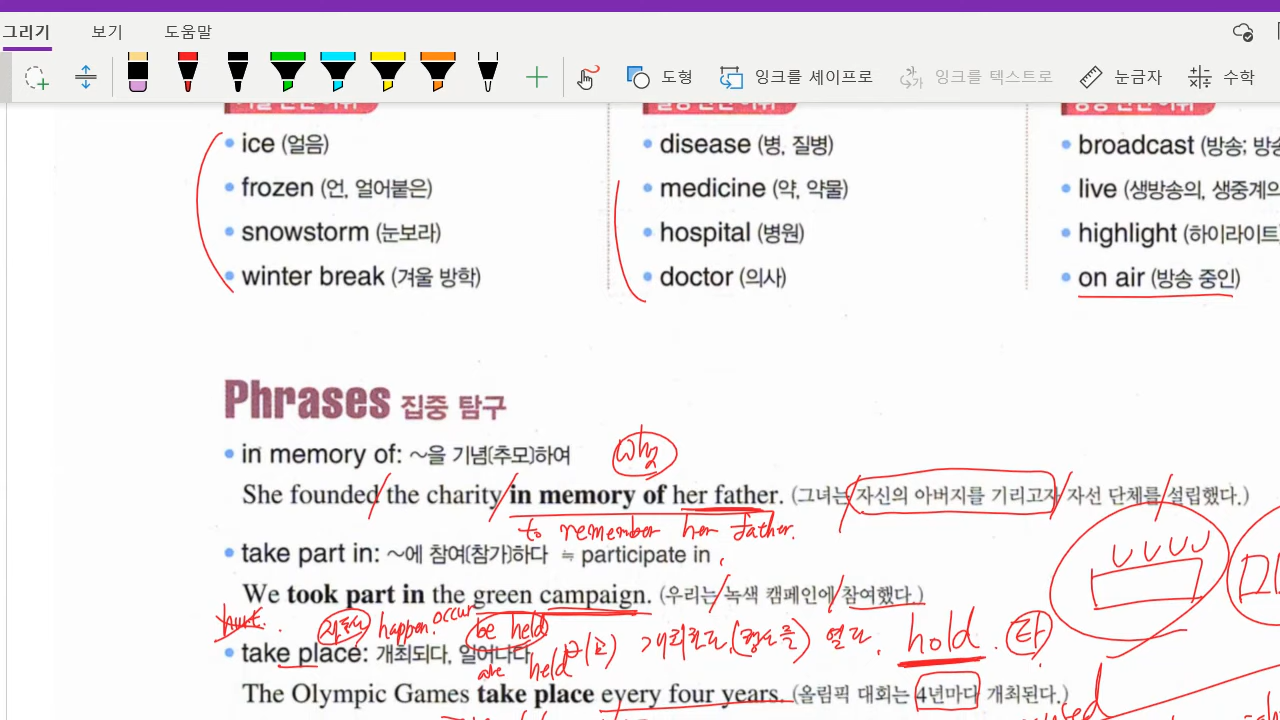 그리기 보기 도움말
도형 잉크를 셰이프로 잉크를 텍스트로 눈금자 수학
• ice (얼음)
• frozen (언, 얼어붙은)
• snowstorm (눈보라)
• winter break (겨울 방학)
• disease (병, 질병)
• medicine (약, 약물)
• hospital (병원)
• doctor (의사)
• broadcast (방송; 방송
• live (생방송의, 생중계의
• highlight (하이라이트
• on air (방송 중인)
Phrases 집중 탐구
• in memory of: ~을 기념(추모)하여
why
She founded the charity in memory of her father. (그녀는 자신의 아버지를 기리고자 자선 단체를 설립했다.)
to remember her father.
• take part in: ~에 참여(참가)하다 ≒ participate in
We took part in the green campaign. (우리는 녹색 캠페인에 참여했다.)
happen. occur be held 개최되다. 열다. hold. 타
• take place: 개최되다, 일어나다
are held
The Olympic Games take place every four years. (올림픽 대회는 4년마다 개최된다.)